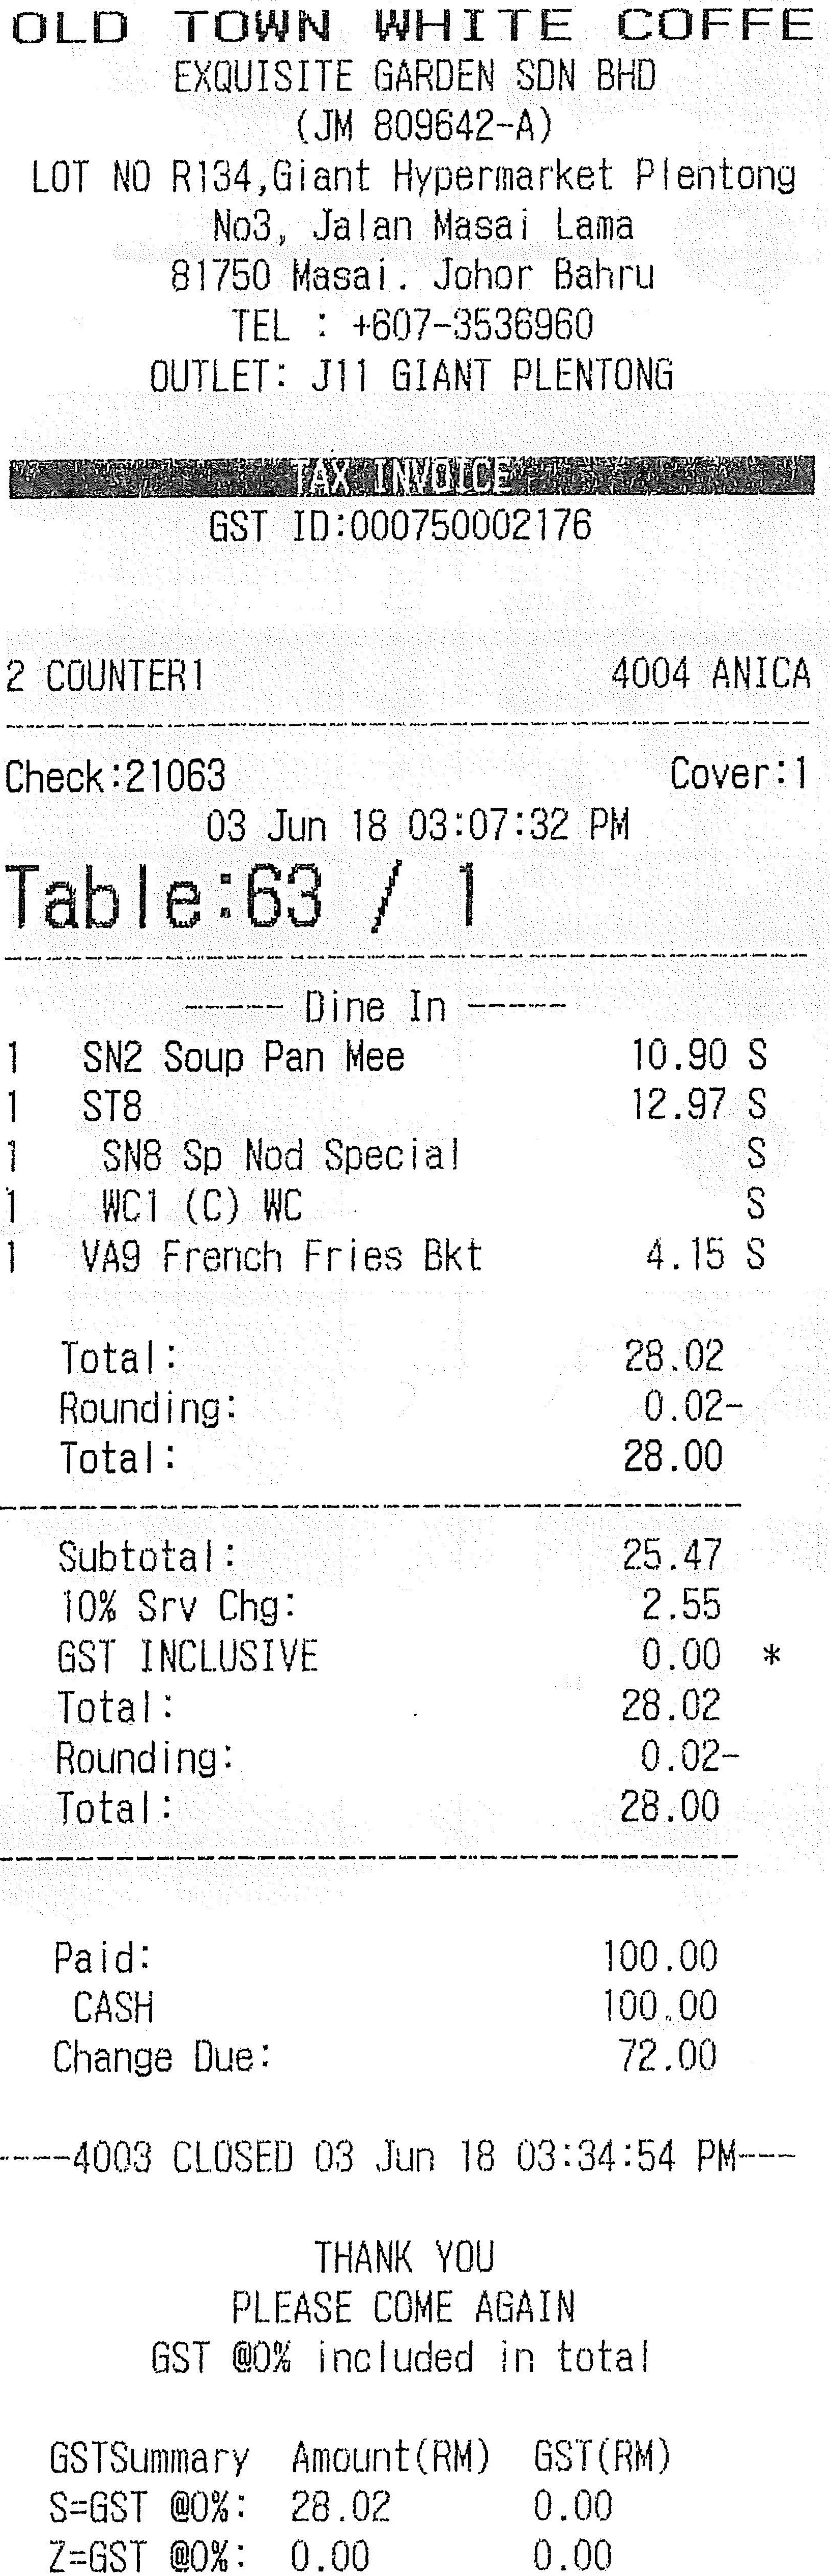 OLD TOWN WHITE COFFE
EXQUISITE GARDEN SDN BHD
(JM 809642-A)
LOT NO R134,Giant Hypermarket Plentong
No3, Jalan Masai Lama
81750 Masai. Johor Bahru
TEL : +607-3536960
OUTLET: J11 GIANT PLENTONG
TAX INVOICE
GST ID:000750002176
2 COUNTER1 4004 ANICA
Check:21063 Cover:1
03 Jun 18 03:07:32 PM
Table:63 / 1
----- Dine In -----
1 SN2 Soup Pan Mee 10.90 S
1 ST8 12.97 S
1 SN8 Sp Nod Special S
1 WC1 (C) WC S
1 VA9 French Fries Bkt 4.15 S
Total: 28.02
Rounding: 0.02-
Total: 28.00
Subtotal: 25.47
10% Srv Chg: 2.55
GST INCLUSIVE 0.00 *
Total: 28.02
Rounding: 0.02-
Total: 28.00
Paid: 100.00
CASH 100.00
Change Due: 72.00
----4003 CLOSED 03 Jun 18 03:34:54 PM---
THANK YOU
PLEASE COME AGAIN
GST @0% included in total
GSTSummary Amount(RM) GST(RM)
S=GST @0%: 28.02 0.00
Z=GST @0%: 0.00 0.00